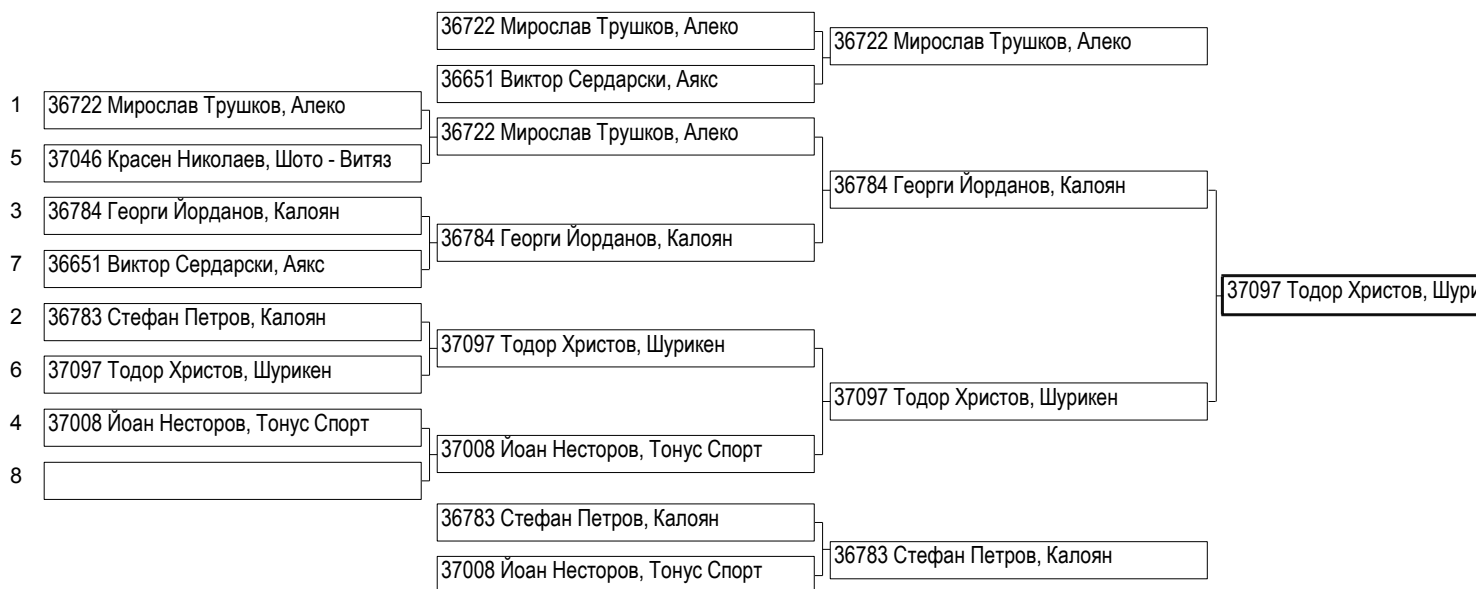 36722 Мирослав Трушков, Алеко
36722 Мирослав Трушков, Алеко
36651 Виктор Сердарски, Аякс
1 36722 Мирослав Трушков, Алеко
36722 Мирослав Трушков, Алеко
5 37046 Красен Николаев, Шото - Витяз
36784 Георги Йорданов, Калоян
3 36784 Георги Йорданов, Калоян
36784 Георги Йорданов, Калоян
7 36651 Виктор Сердарски, Аякс
37097 Тодор Христов, Шури
2 36783 Стефан Петров, Калоян
37097 Тодор Христов, Шурикен
6 37097 Тодор Христов, Шурикен
37097 Тодор Христов, Шурикен
4 37008 Йоан Несторов, Тонус Спорт
37008 Йоан Несторов, Тонус Спорт
8
36783 Стефан Петров, Калоян
36783 Стефан Петров, Калоян
37008 Йоан Несторов, Тонус Спорт